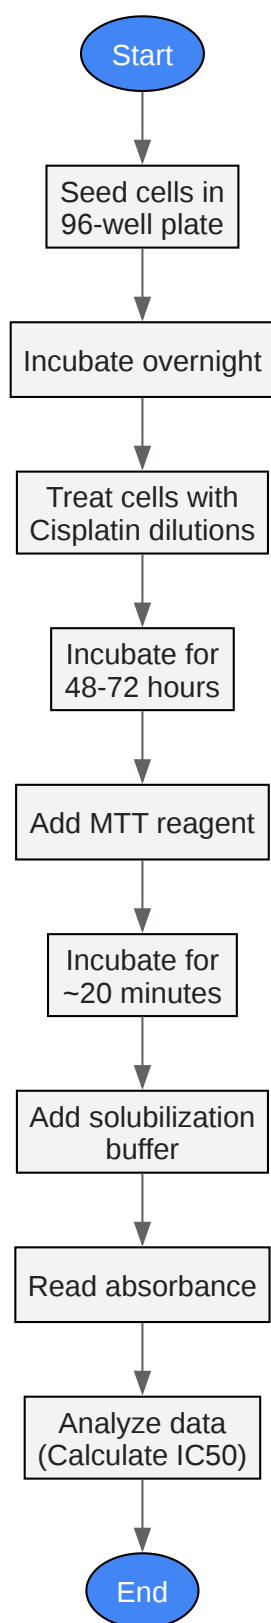 Start
Seed cells in
96-well plate
Incubate overnight
Treat cells with
Cisplatin dilutions
Incubate for
48-72 hours
Add MTT reagent
Incubate for
~20 minutes
Add solubilization
buffer
Read absorbance
Analyze data
(Calculate IC50)
End